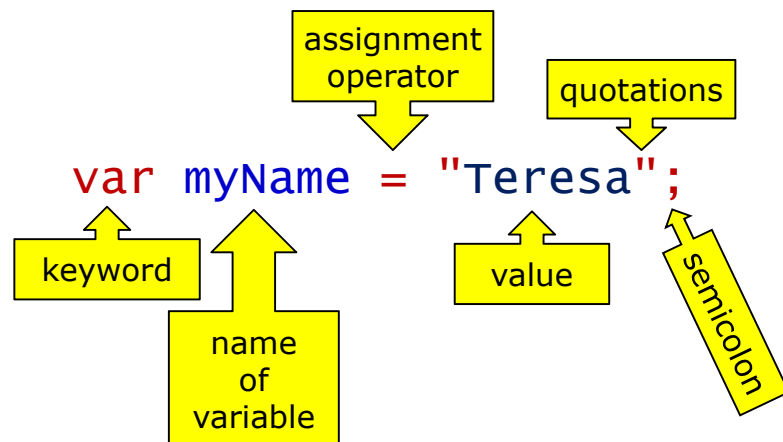 assignment
operator
quotations
var myName = "Teresa";
keyword
value
semicolon
name
of
variable